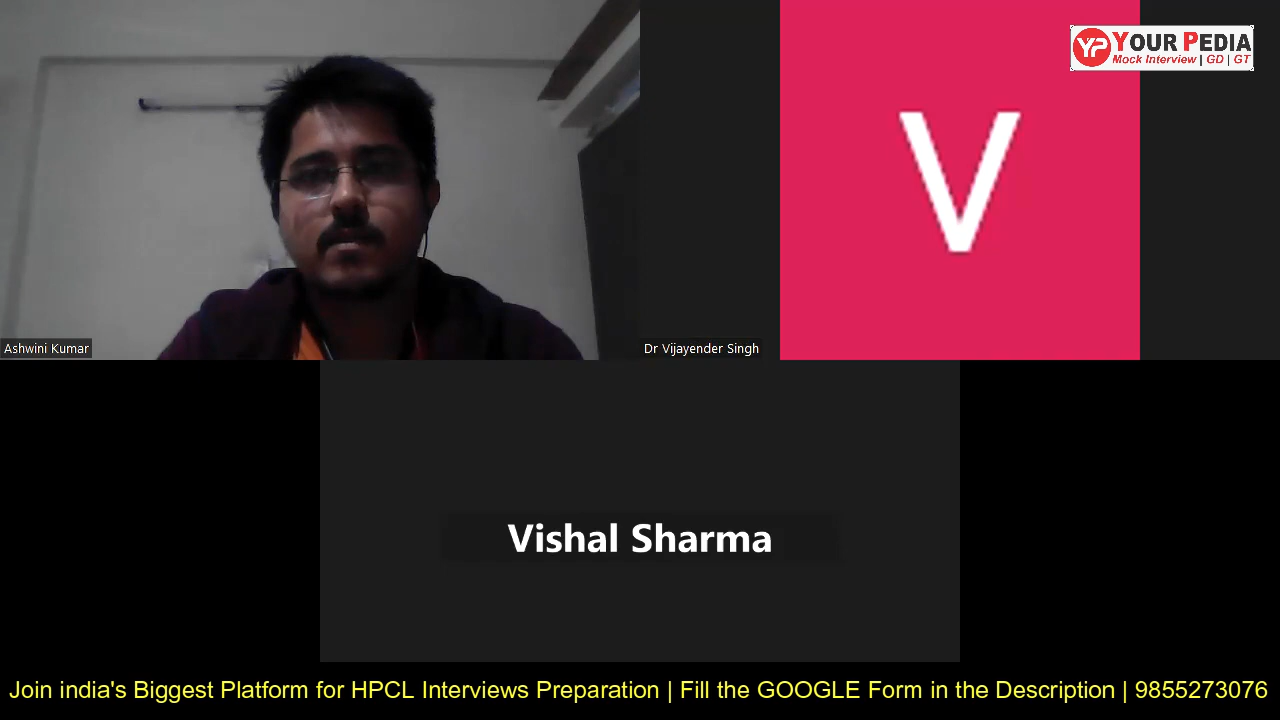 YP YOUR PEDIA
Mock Interview | GD | GT
V
Ashwini Kumar
Dr Vijayender Singh
Vishal Sharma
Join india's Biggest Platform for HPCL Interviews Preparation | Fill the GOOGLE Form in the Description | 9855273076